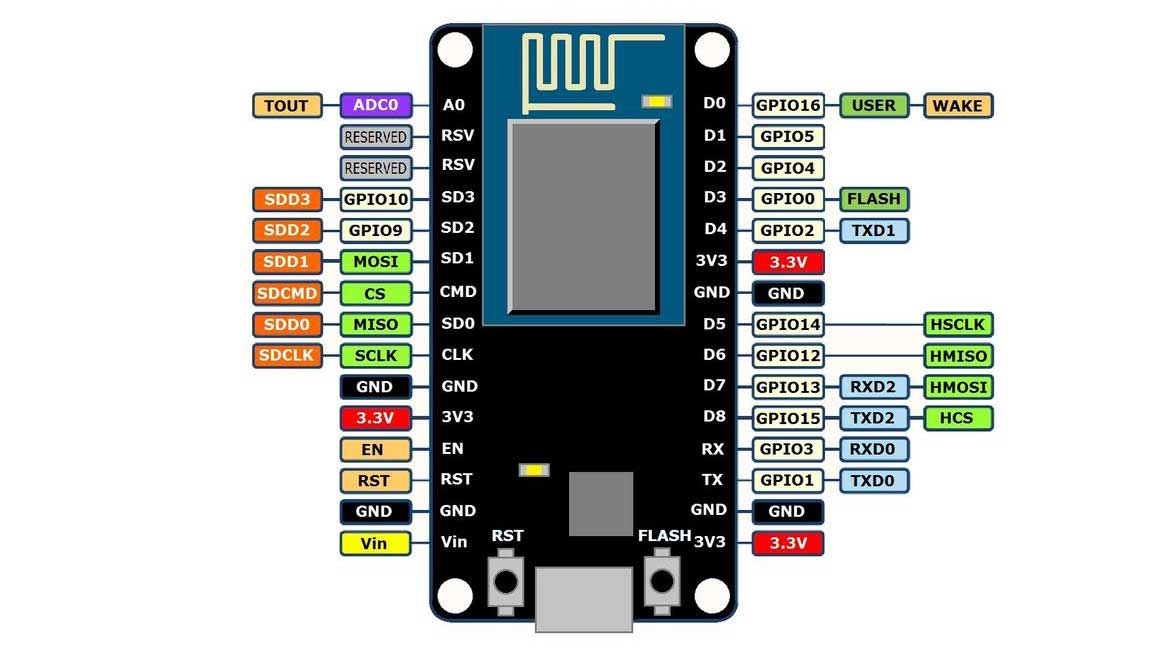 TOUT ADC0 A0 D0 GPIO16 USER WAKE
RESERVED RSV D1 GPIO5
RESERVED RSV D2 GPIO4
SDD3 GPIO10 SD3 D3 GPIO0 FLASH
SDD2 GPIO9 SD2 D4 GPIO2 TXD1
SDD1 MOSI SD1 3V3 3.3V
SDCMD CS CMD GND GND
SDD0 MISO SD0 D5 GPIO14 HSCLK
SDCLK SCLK CLK D6 GPIO12 HMISO
GND GND D7 GPIO13 RXD2 HMOSI
3.3V 3V3 D8 GPIO15 TXD2 HCS
EN EN RX GPIO3 RXD0
RST RST TX GPIO1 TXD0
GND GND GND GND
RST FLASH
Vin Vin 3V3 3.3V